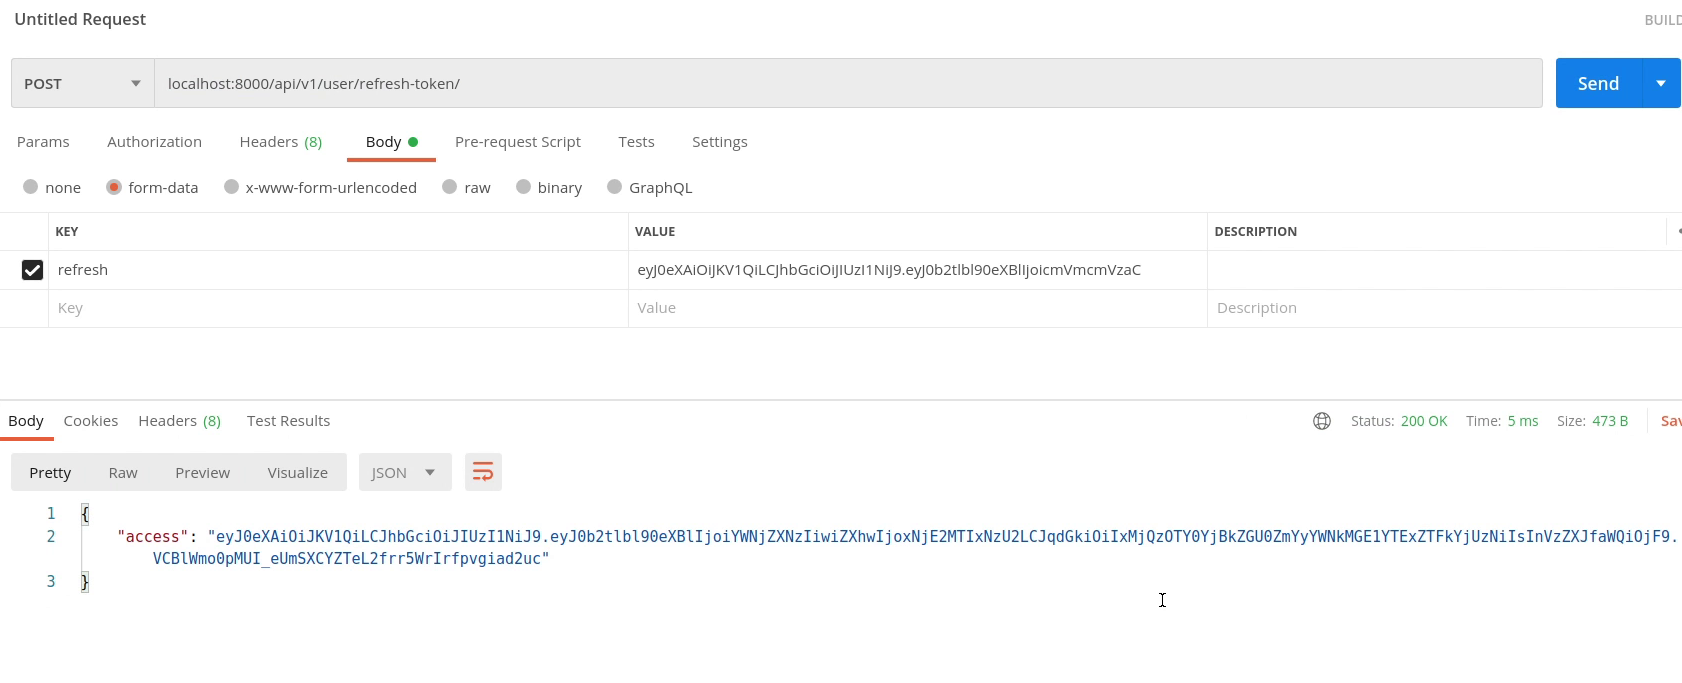 Untitled Request
BUILD
POST
localhost:8000/api/v1/user/refresh-token/
Send
Params Authorization Headers (8) Body Pre-request Script Tests Settings
none form-data x-www-form-urlencoded raw binary GraphQL
KEY VALUE DESCRIPTION
refresh eyJ0eXAiOiJKV1QiLCJhbGciOiJIUzI1NiJ9.eyJ0b2tlbl90eXBlIjoicmVmcmVzaC
Key Value Description
Body Cookies Headers (8) Test Results Status: 200 OK Time: 5 ms Size: 473 B Sav
Pretty Raw Preview Visualize JSON
1 {
2 "access": "eyJ0eXAiOiJKV1QiLCJhbGciOiJIUzI1NiJ9.eyJ0b2tlbl90eXBlIjoiYWNjZXNzIiwiZXhwIjoxNjE2MTIxNzU2LCJqdGkiOiIxMjQzOTY0YjBkZGU0ZmYyYWNkMGE1YTExZTFkYjUzNiIsInVzZXJfaWQiOjF9.
VCBlWmo0pMUI_eUmSXCYZTeL2frr5WrIrfpvgiad2uc"
3 }